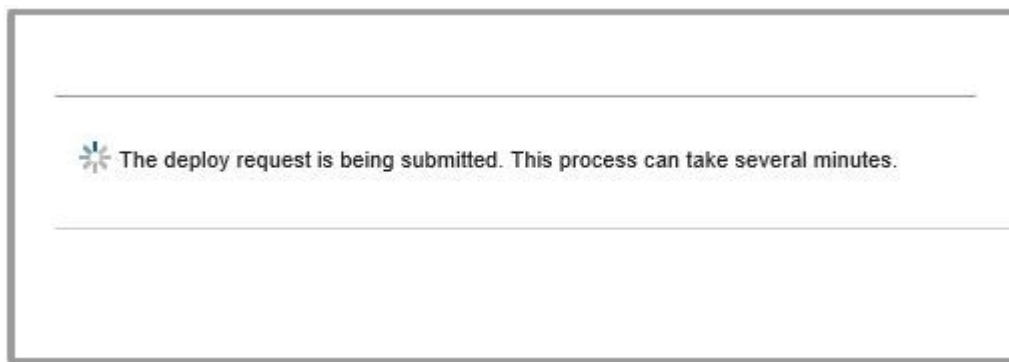 The deploy request is being submitted. This process can take several minutes.